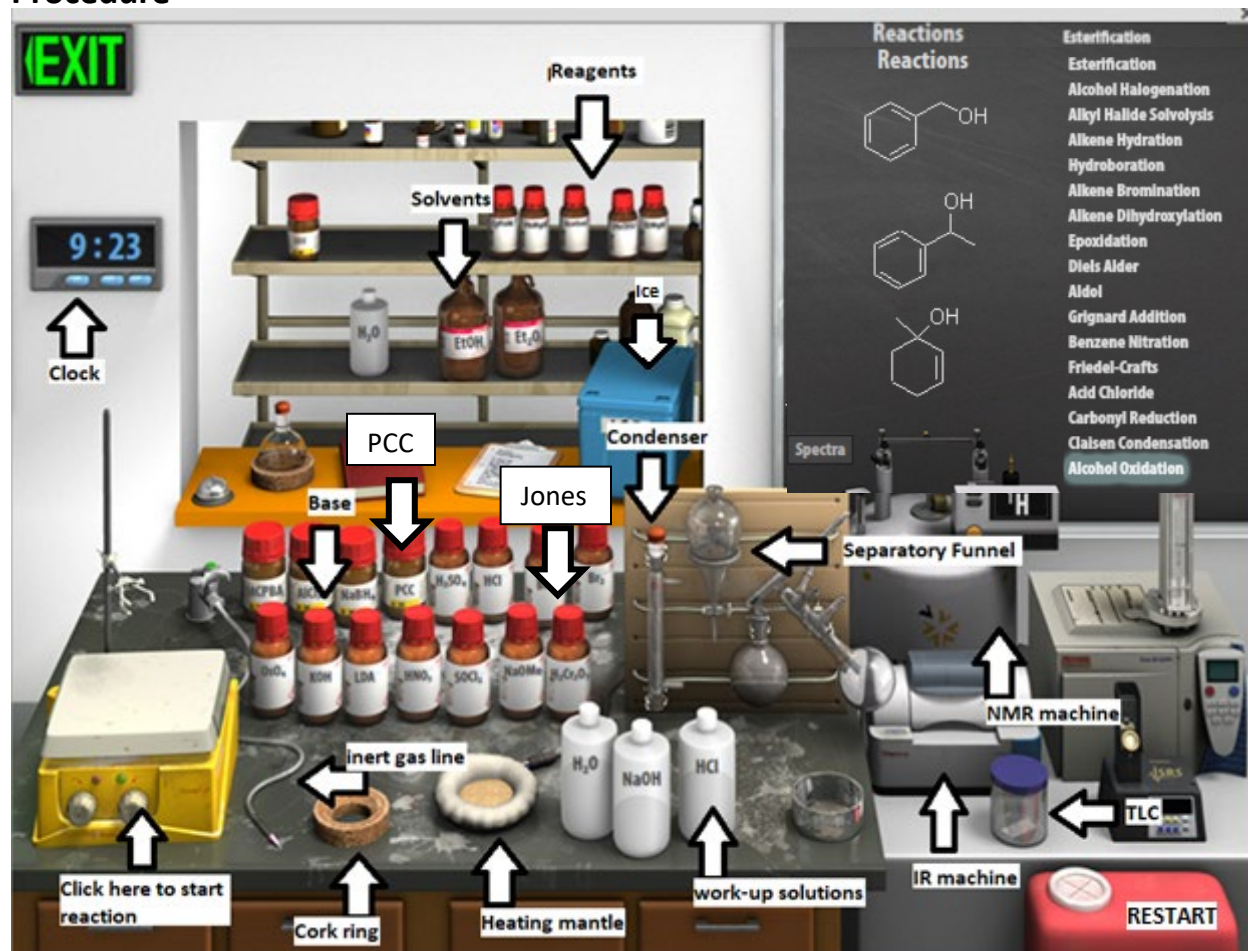 Procedure
EXIT
Reactions
Reactions
Esterification
Esterification
Alcohol Halogenation
Alkyl Halide Solvolysis
Alkene Hydration
Hydroboration
Alkene Bromination
Alkene Dihydroxylation
Epoxidation
Diels Alder
Aldol
Grignard Addition
Benzene Nitration
Friedel-Crafts
Acid Chloride
Carbonyl Reduction
Claisen Condensation
Alcohol Oxidation
OH
OH
OH
Spectra
Reagents
Solvents
9:23
Clock
H₂O
EtOH
Et₂O
Ice
Condenser
PCC
Jones
Base
Separatory Funnel
¹H
NaBH₄
PCC
H₂SO₄
HCl
Br₂
OsO₄
KOH
LDA
HNO₃
SOCl₂
NaOMe
H₂Cr₂O₇
NMR machine
inert gas line
H₂O
NaOH
HCl
TLC
SRS
Click here to start
reaction
Cork ring
Heating mantle
work-up solutions
IR machine
RESTART